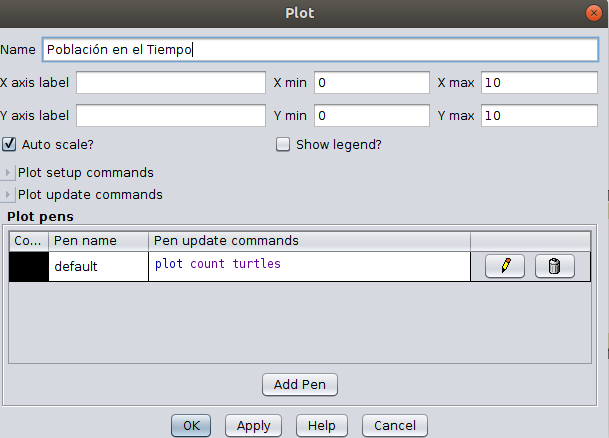 Plot
Name Población en el Tiempo
X axis label X min 0 X max 10
Y axis label Y min 0 Y max 10
Auto scale? Show legend?
Plot setup commands
Plot update commands
Plot pens
Co... Pen name Pen update commands
default plot count turtles
Add Pen
OK Apply Help Cancel